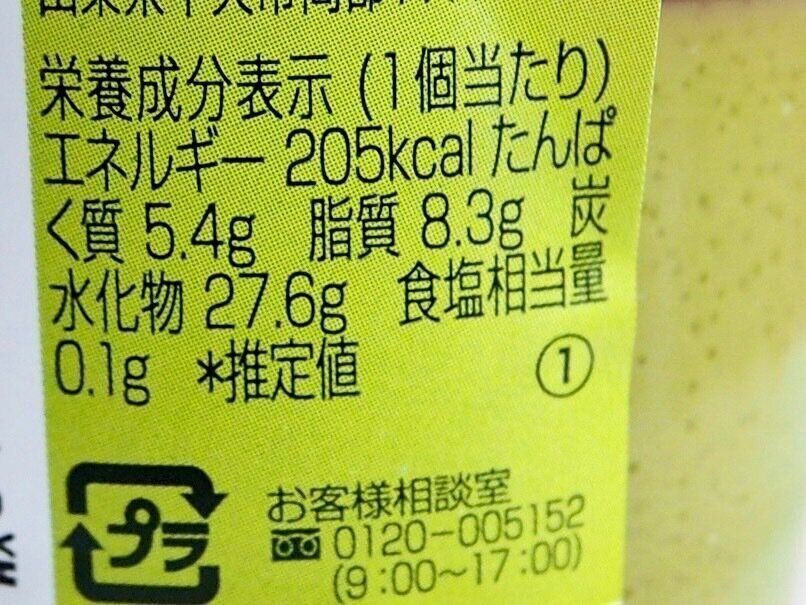 栄養成分表示 (1個当たり)
エネルギー 205kcal たんぱ
く質 5.4g 脂質 8.3g 炭
水化物 27.6g 食塩相当量
0.1g *推定値 ①
プラ
お客様相談室
0120-005152
(9:00~17:00)